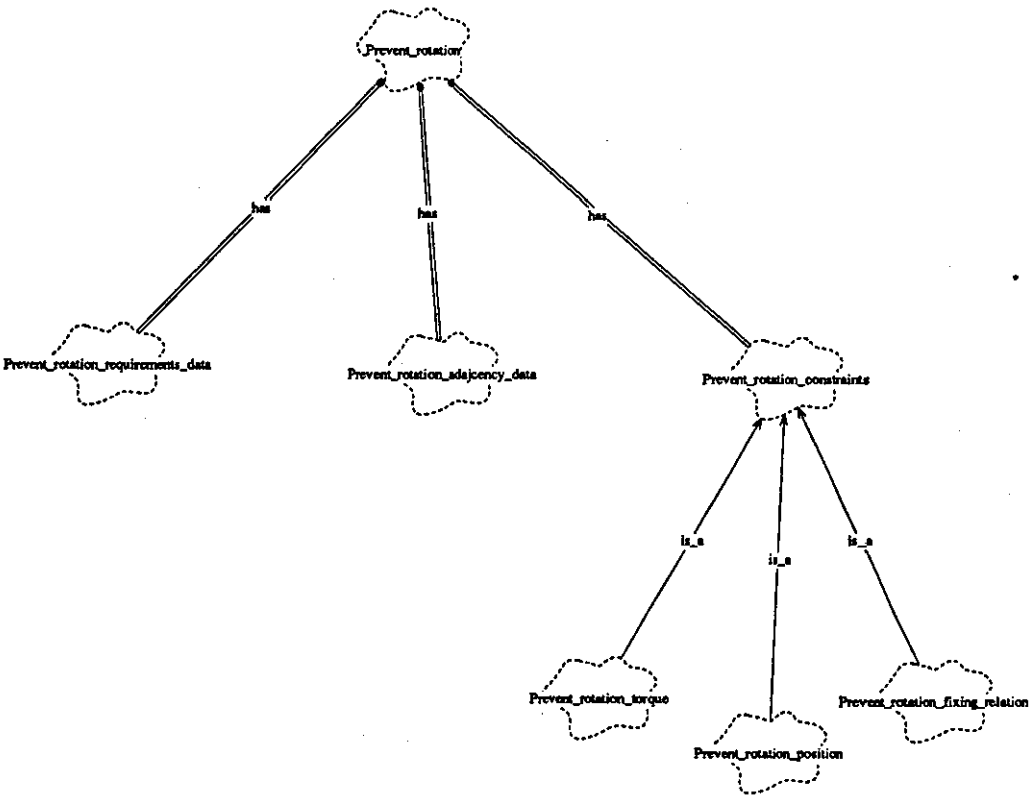 Prevent_rotation
has
has
has
Prevent_rotation_requirements_data
Prevent_rotation_adajcency_data
Prevent_rotation_constraints
is_a
is_a
is_a
Prevent_rotation_torque
Prevent_rotation_fixing_relation
Prevent_rotation_position